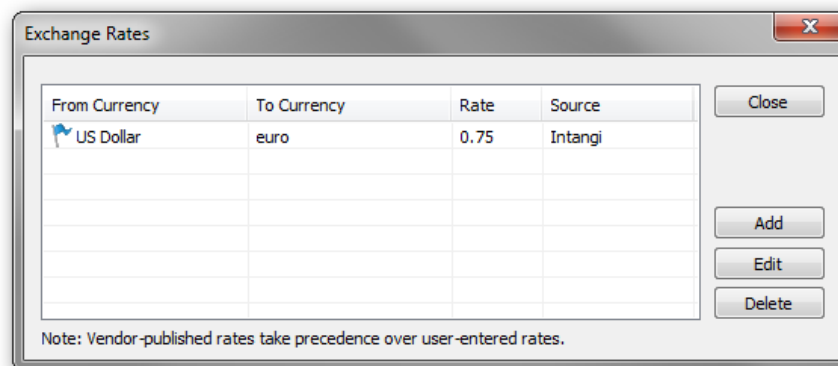 Exchange Rates
From Currency To Currency Rate Source Close
US Dollar euro 0.75 Intangi
Add
Edit
Delete
Note: Vendor-published rates take precedence over user-entered rates.